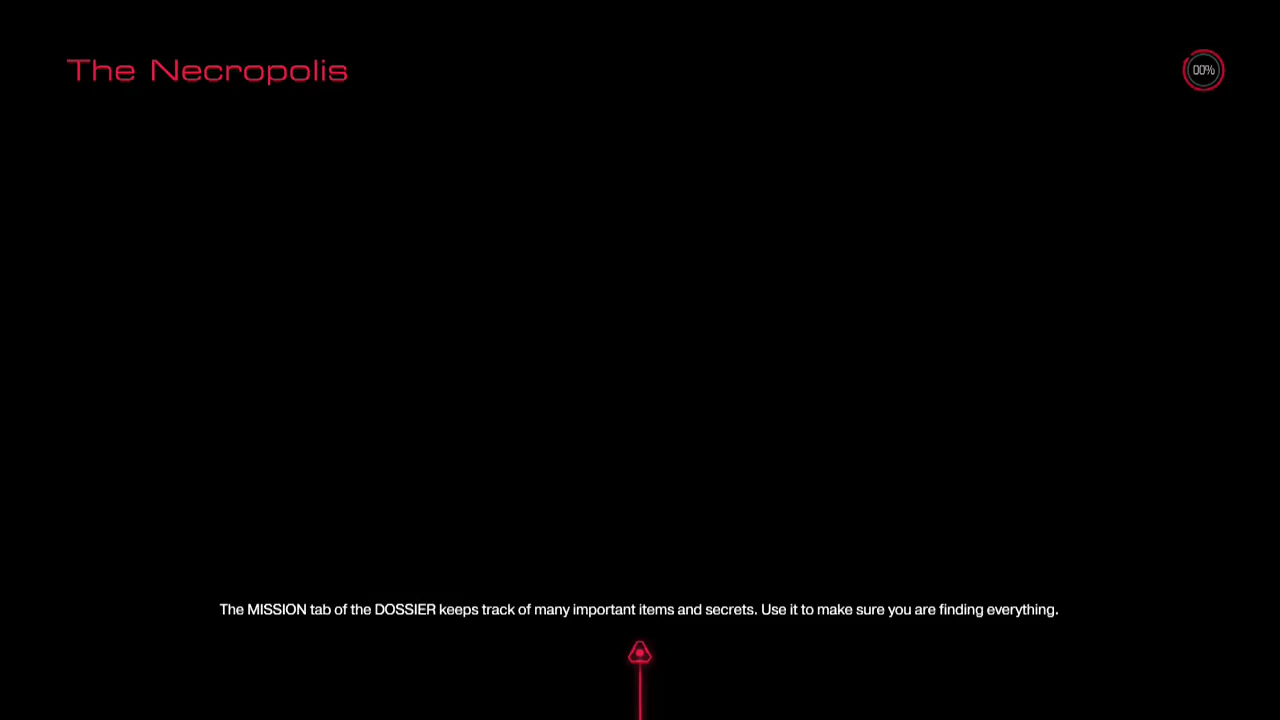 The Necropolis
00%
The MISSION tab of the DOSSIER keeps track of many important items and secrets. Use it to make sure you are finding everything.